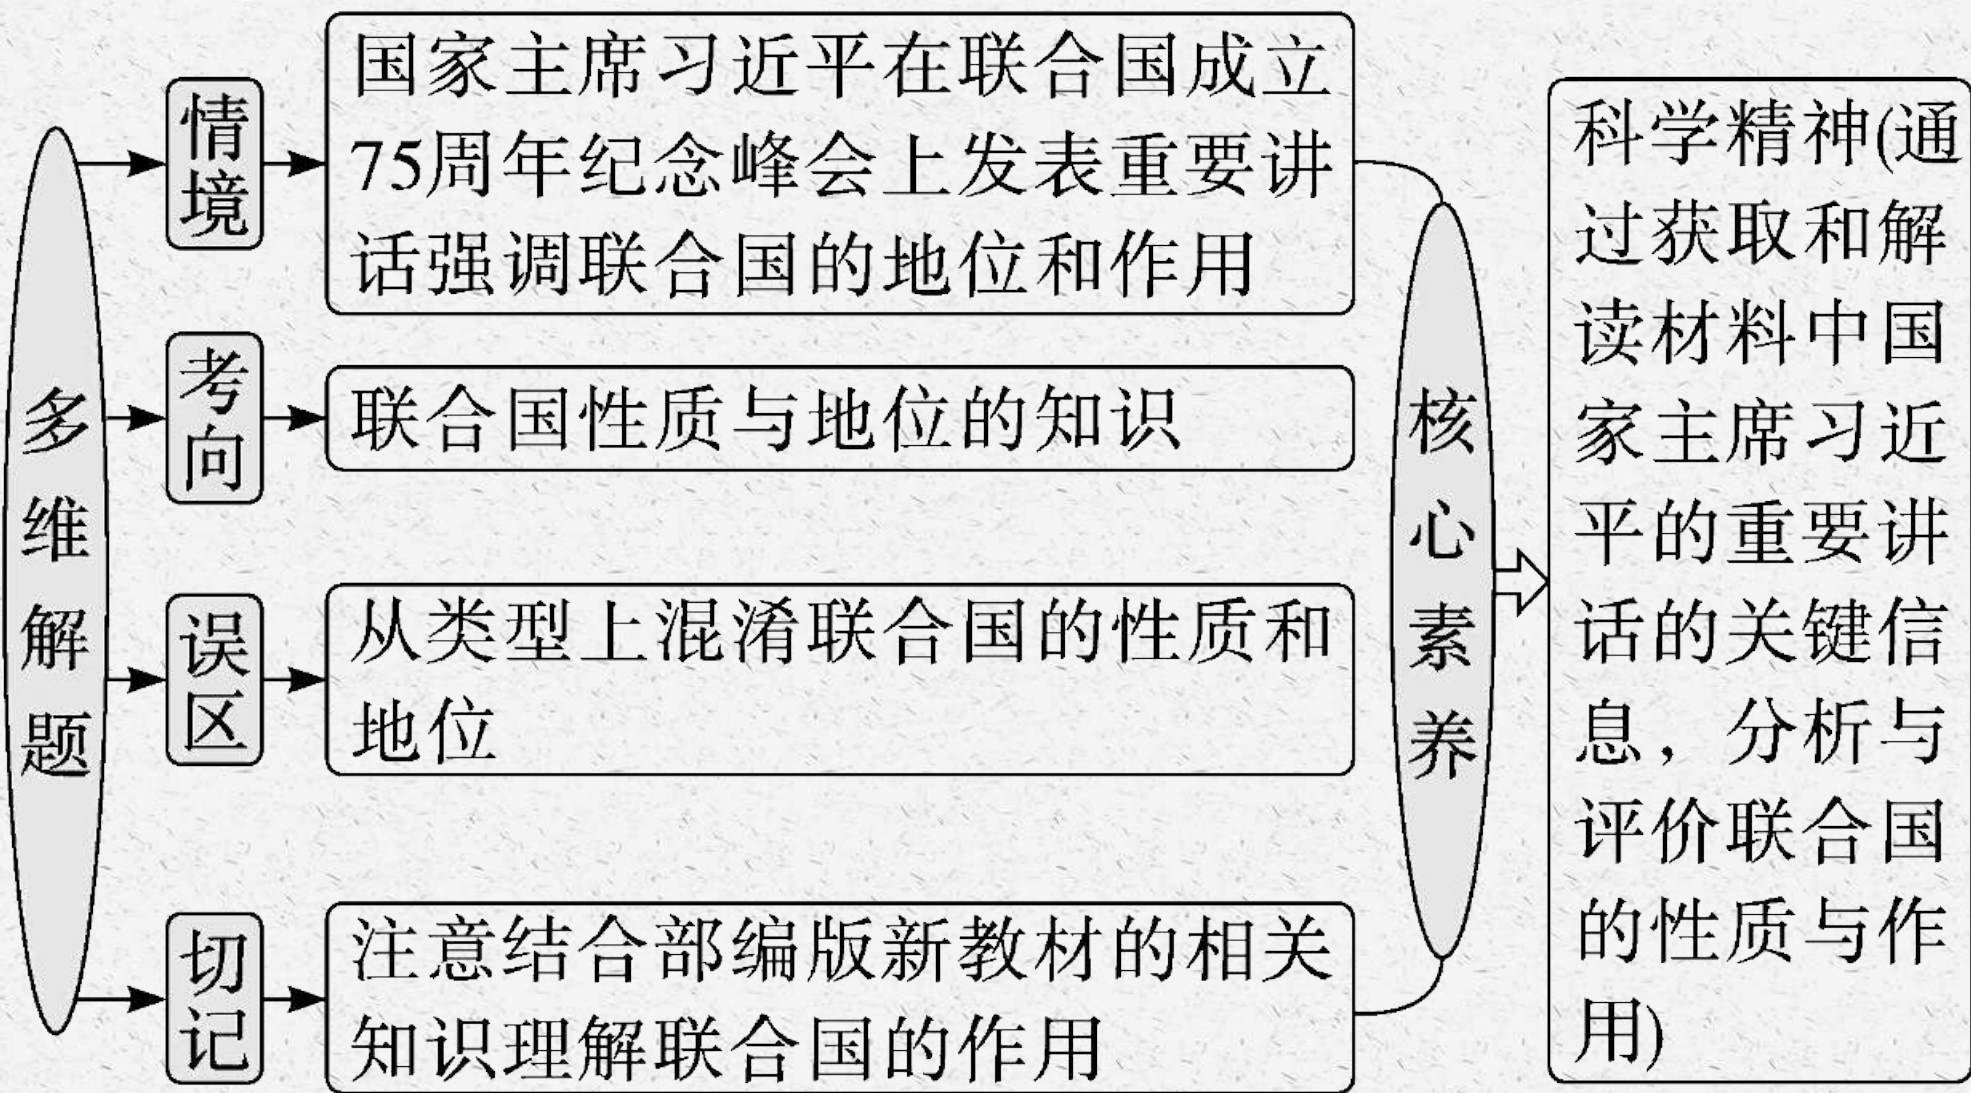 多维解题
情境
国家主席习近平在联合国成立
75周年纪念峰会上发表重要讲
话强调联合国的地位和作用
考向
联合国性质与地位的知识
误区
从类型上混淆联合国的性质和
地位
切记
注意结合部编版新教材的相关
知识理解联合国的作用
核心素养
科学精神(通
过获取和解
读材料中国
家主席习近
平的重要讲
话的关键信
息，分析与
评价联合国
的性质与作
用)